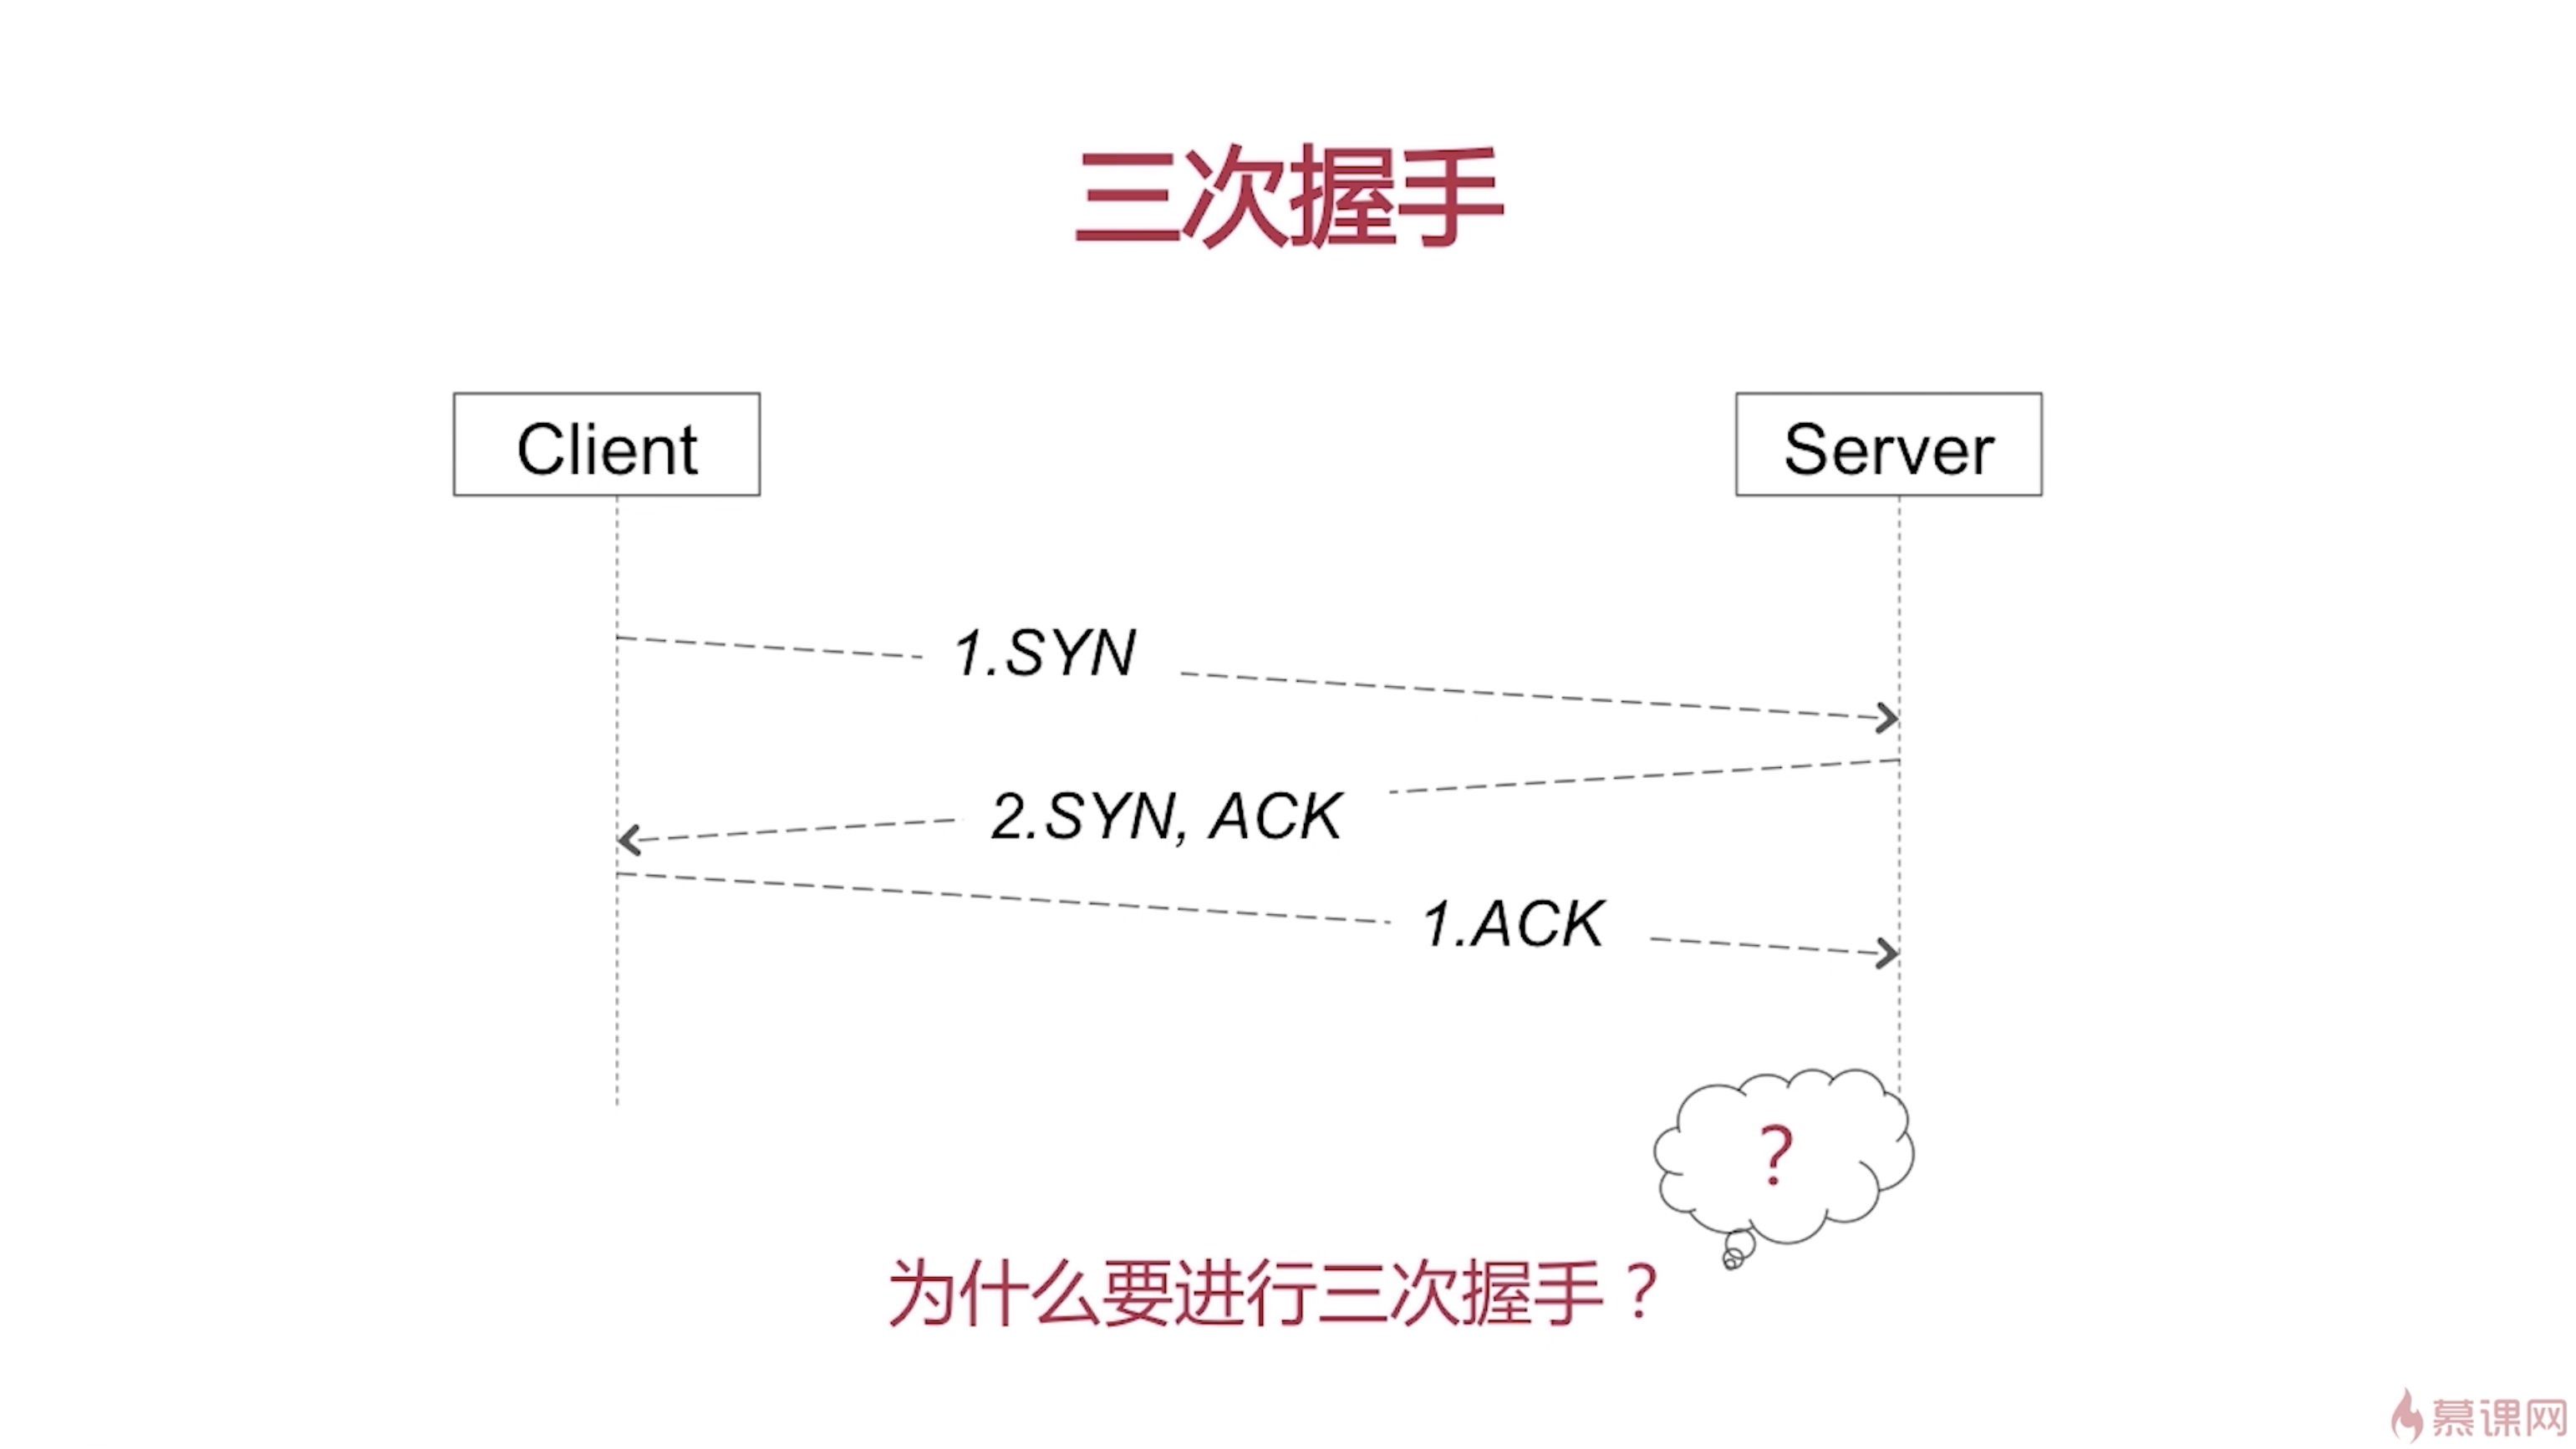 三次握手
Client
Server
1.SYN
2.SYN, ACK
1.ACK
?
为什么要进行三次握手？
慕课网